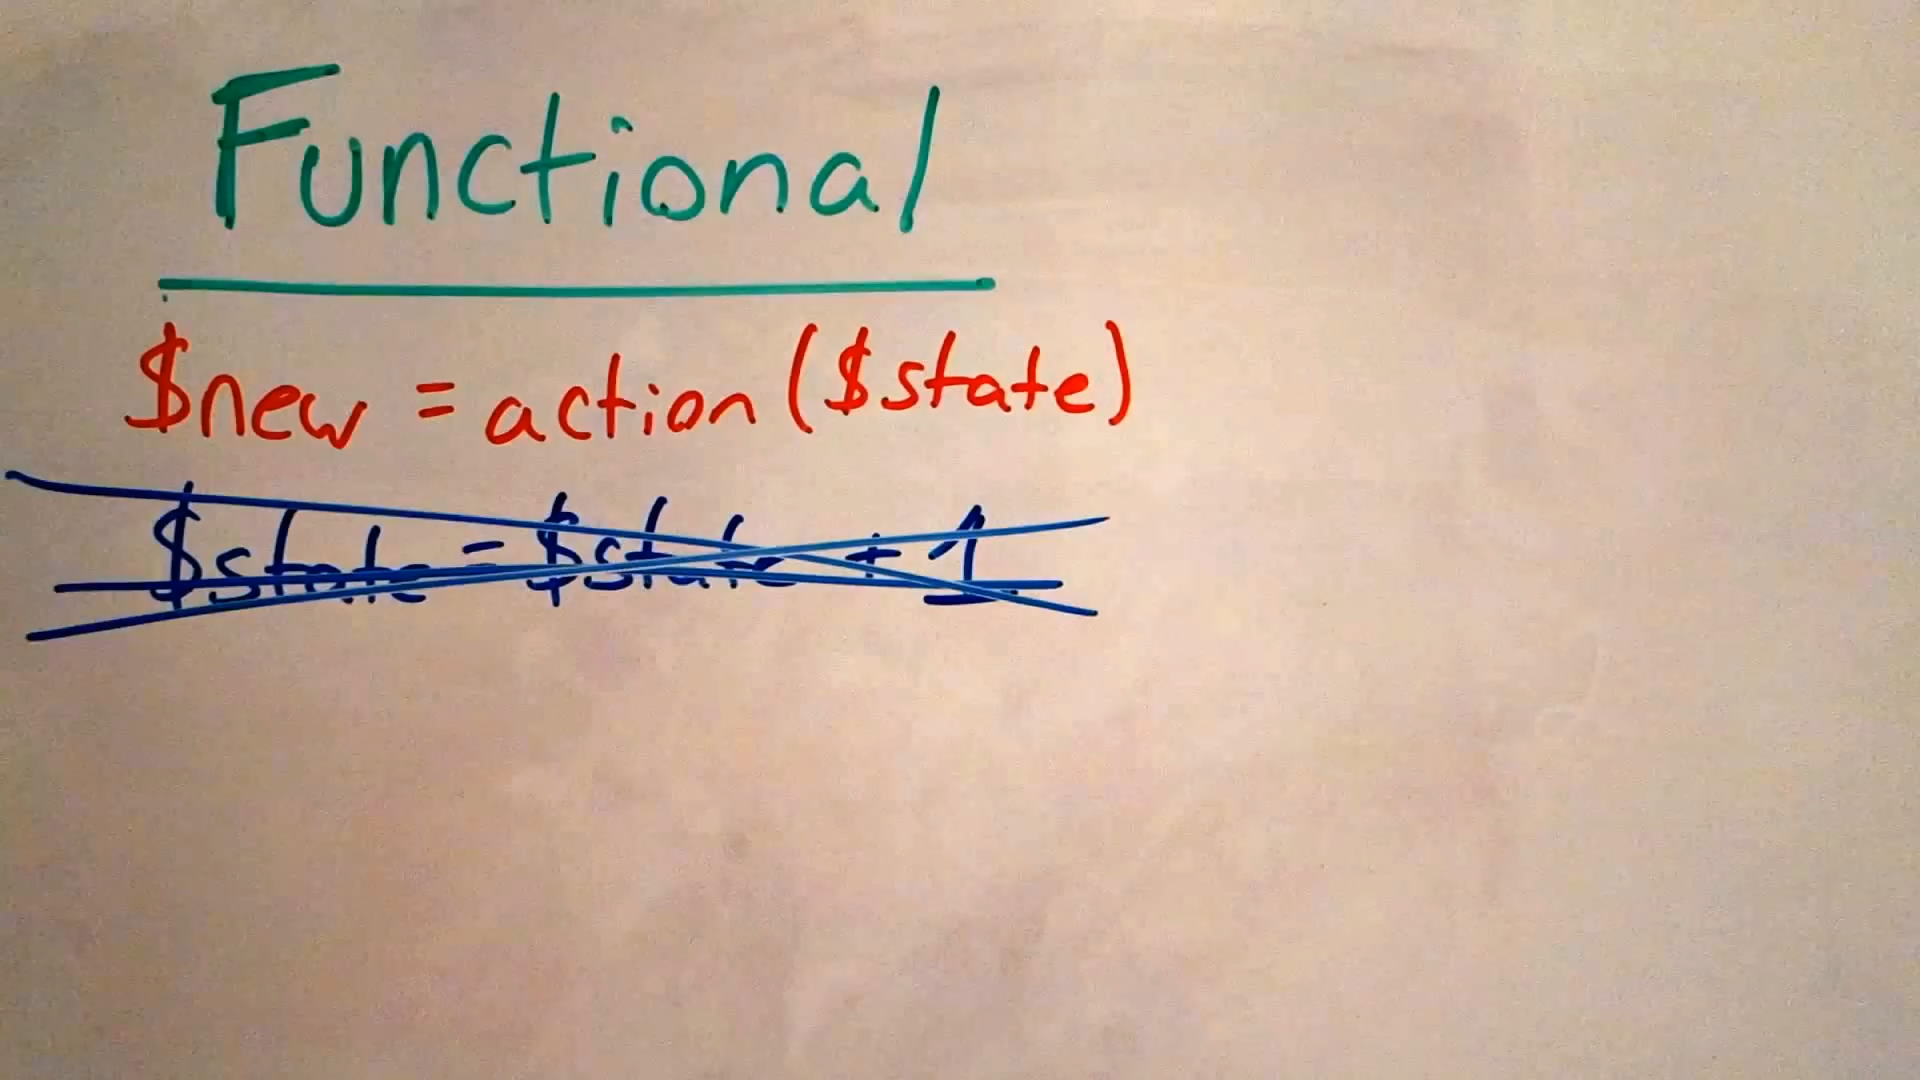 Functional
$new = action($state)
$state = $state + 1